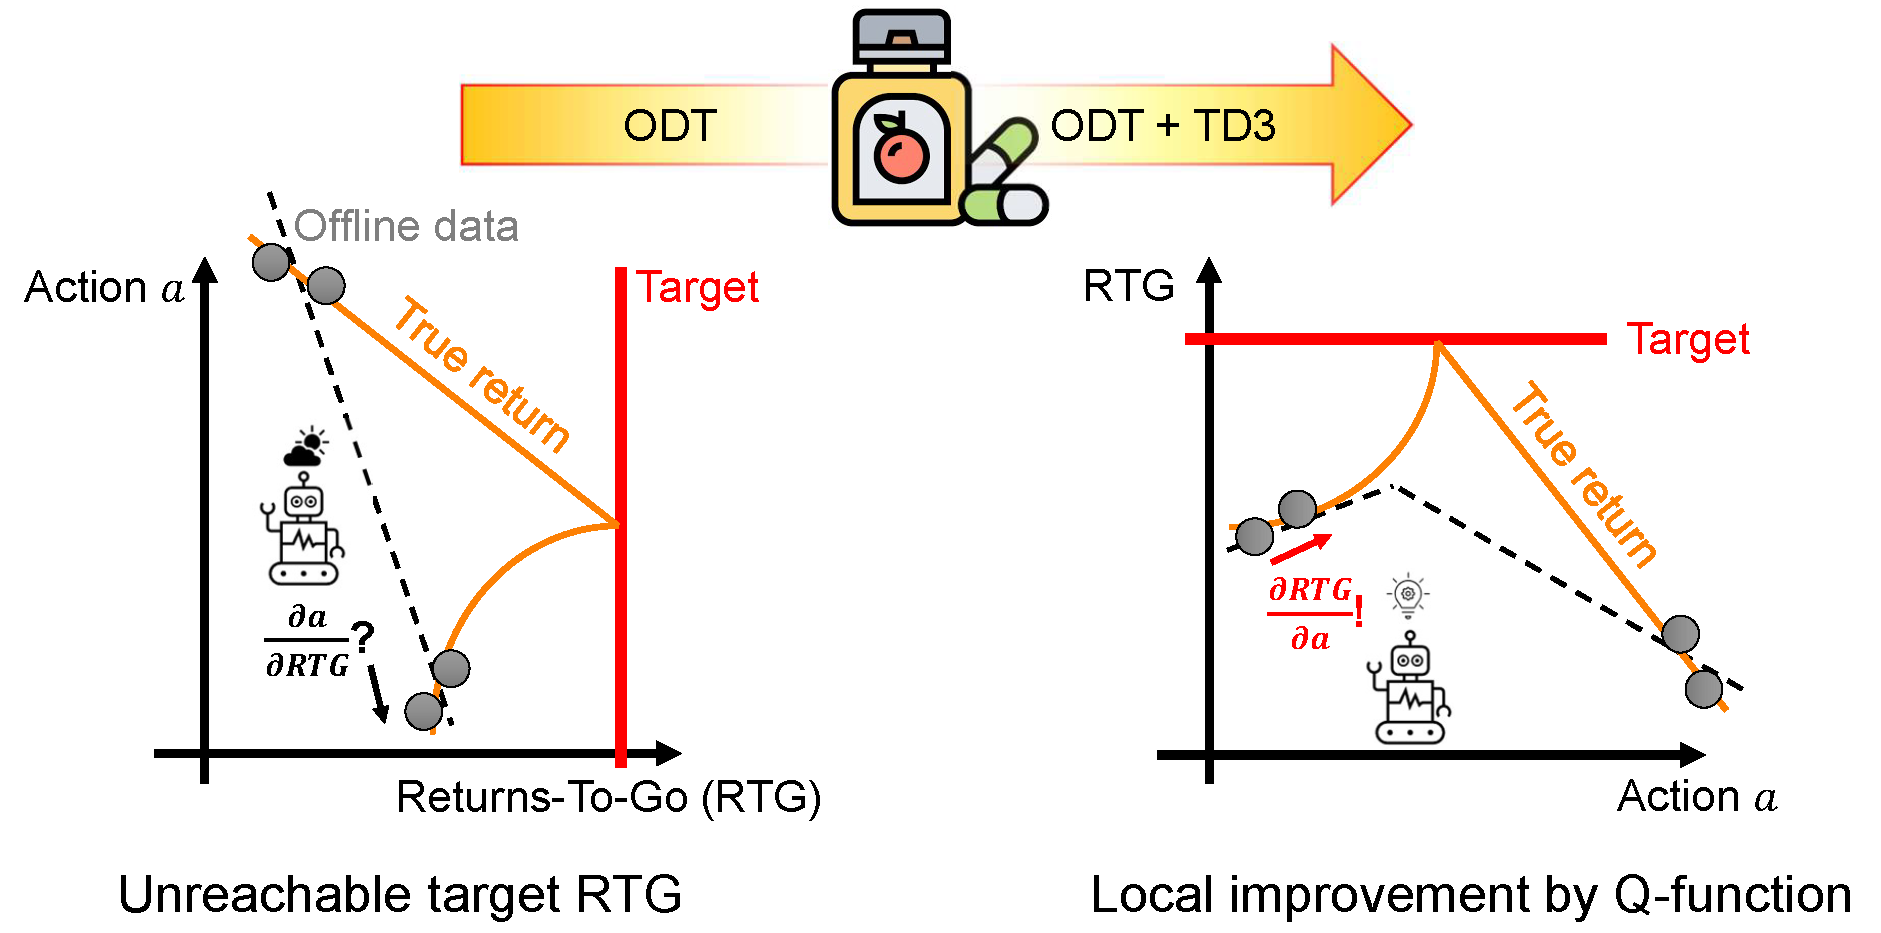 ODT
ODT + TD3
Offline data
Action a
Target
True return
∂a
∂RTG
?
Returns-To-Go (RTG)
Unreachable target RTG
RTG
Target
True return
∂RTG
∂a
!
Action a
Local improvement by Q-function